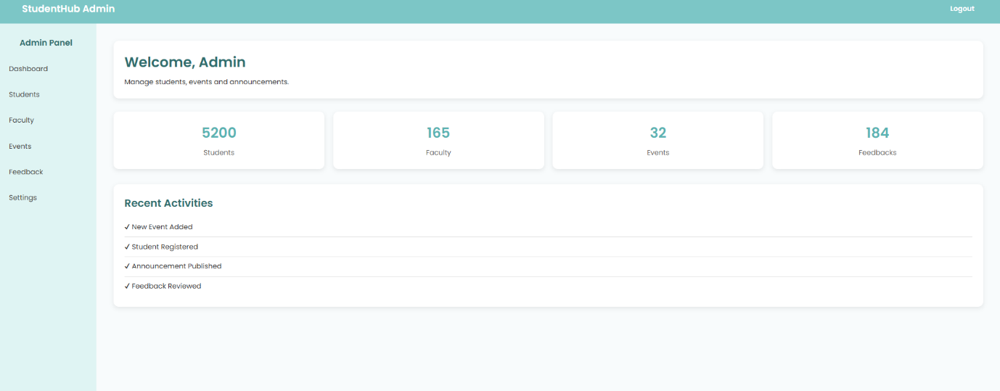 StudentHub Admin
Logout
Admin Panel
Dashboard
Students
Faculty
Events
Feedback
Settings
Welcome, Admin
Manage students, events and announcements.
5200
Students
165
Faculty
32
Events
184
Feedbacks
Recent Activities
✓ New Event Added
✓ Student Registered
✓ Announcement Published
✓ Feedback Reviewed